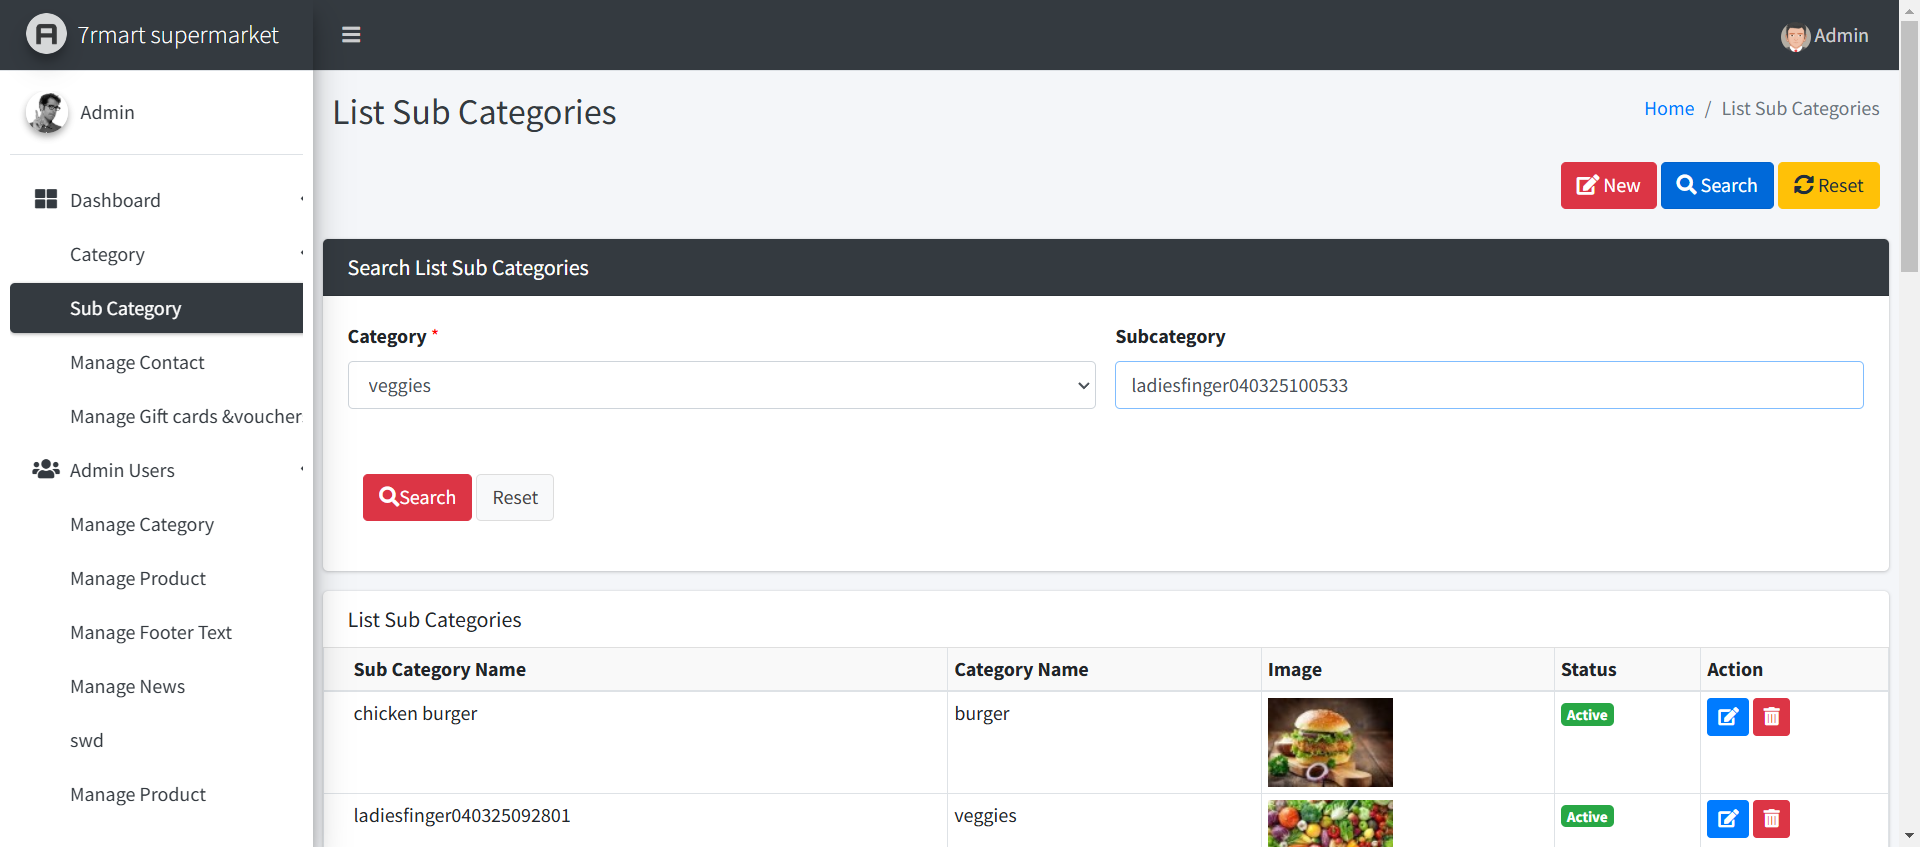 7rmart supermarket
Admin
Admin
List Sub Categories
Home / List Sub Categories
New
Search
Reset
Dashboard
Category
Sub Category
Manage Contact
Manage Gift cards &voucher
Admin Users
Manage Category
Manage Product
Manage Footer Text
Manage News
swd
Manage Product
Search List Sub Categories
Category *
Subcategory
veggies
ladiesfinger040325100533
Search
Reset
List Sub Categories
Sub Category Name Category Name Image Status Action
chicken burger burger Active
ladiesfinger040325092801 veggies Active